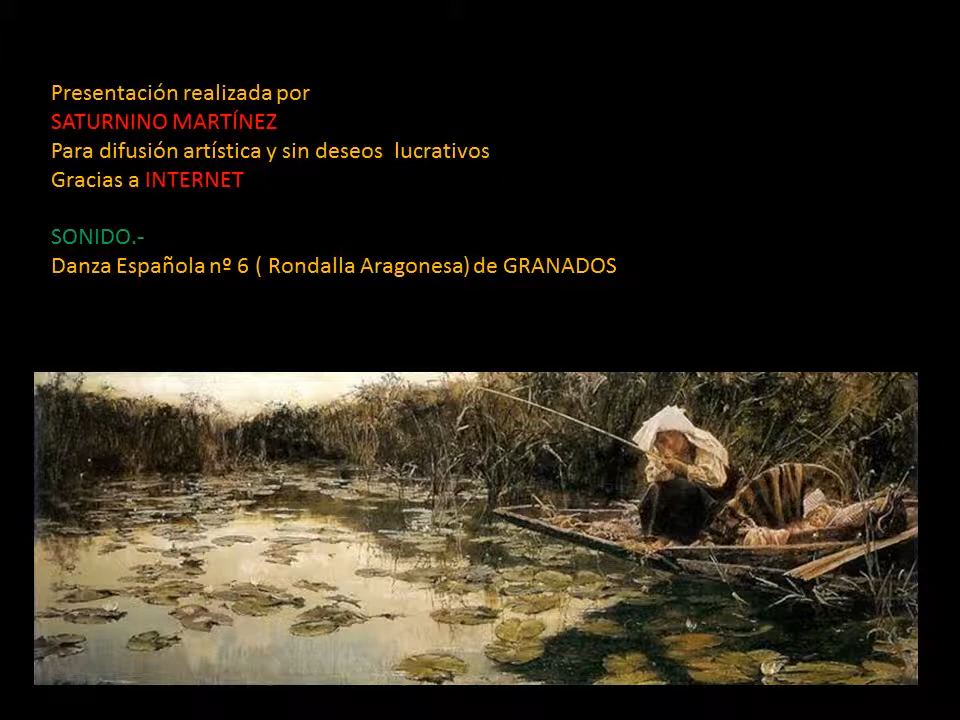 Presentación realizada por
SATURNINO MARTÍNEZ
Para difusión artística y sin deseos  lucrativos
Gracias a INTERNET
SONIDO.-
Danza Española nº 6 ( Rondalla Aragonesa) de GRANADOS